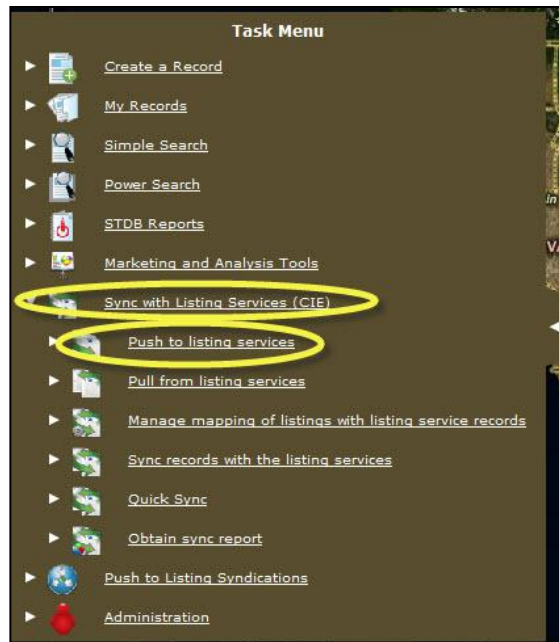 Task Menu
Create a Record
My Records
Simple Search
Power Search
STDB Reports
Marketing and Analysis Tools
Sync with Listing Services (CIE)
Push to listing services
Pull from listing services
Manage mapping of listings with listing service records
Sync records with the listing services
Quick Sync
Obtain sync report
Push to Listing Syndications
Administration
in